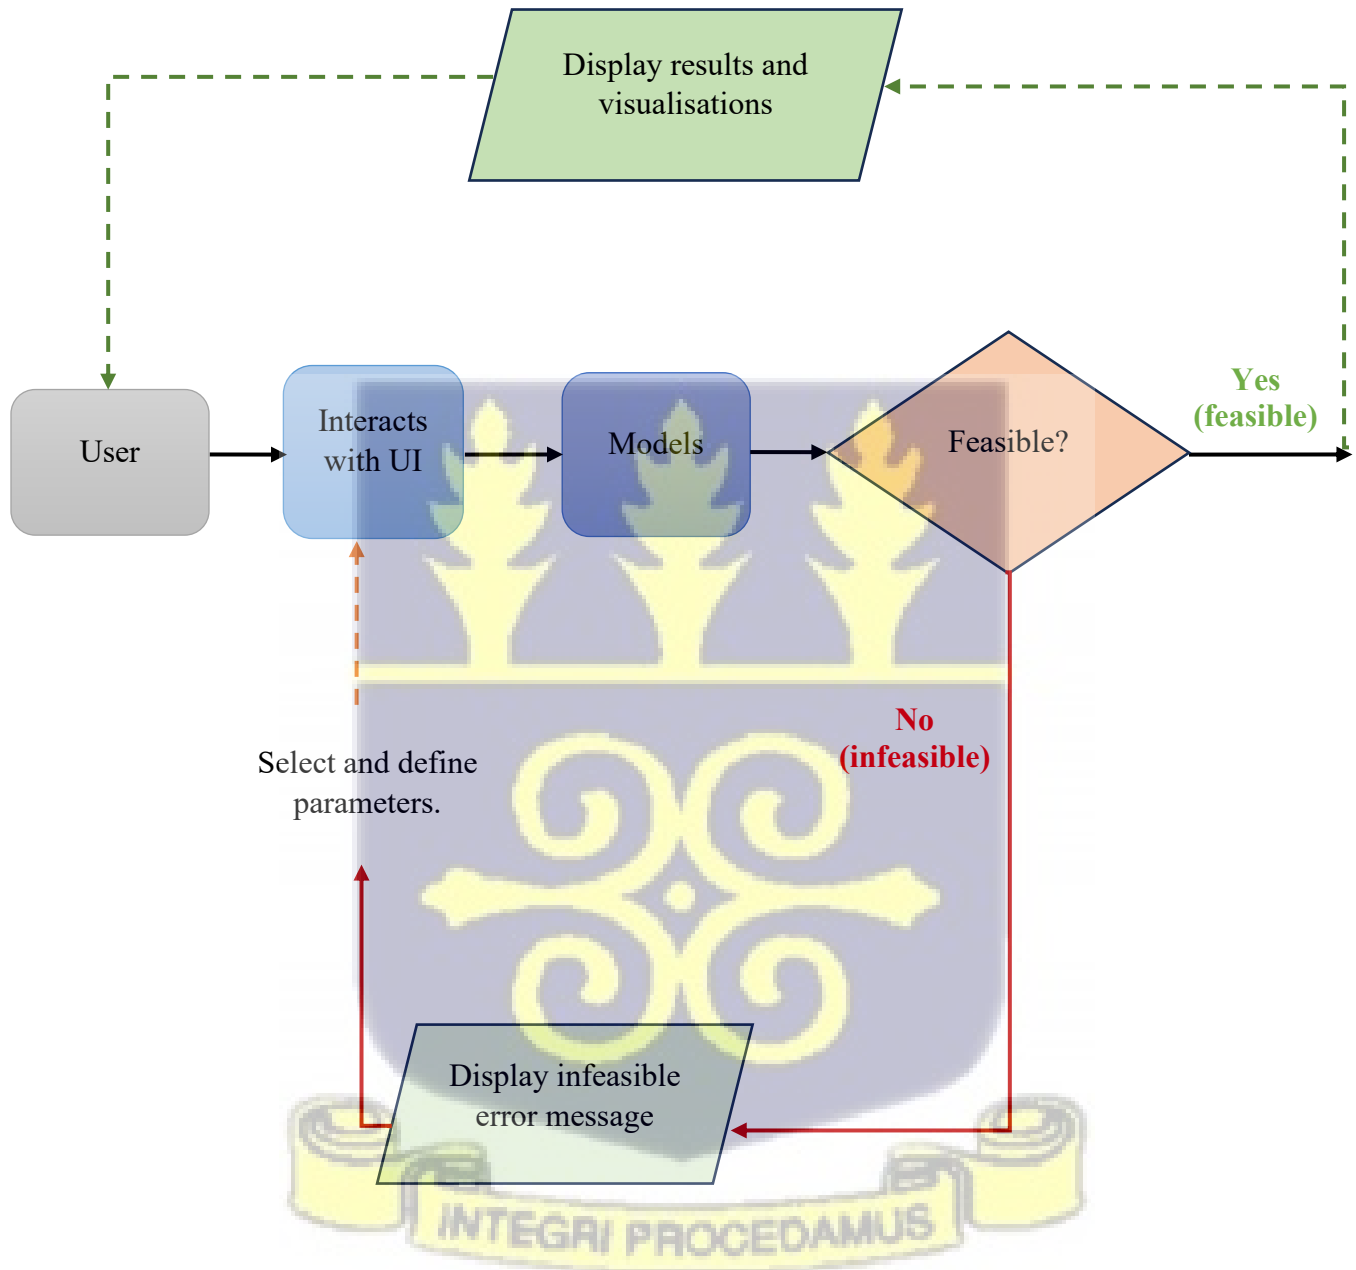 Display results and
visualisations
User
Interacts
with UI
Models
Feasible?
Yes
(feasible)
No
(infeasible)
Select and define
parameters.
Display infeasible
error message
INTEGRI PROCEDAMUS